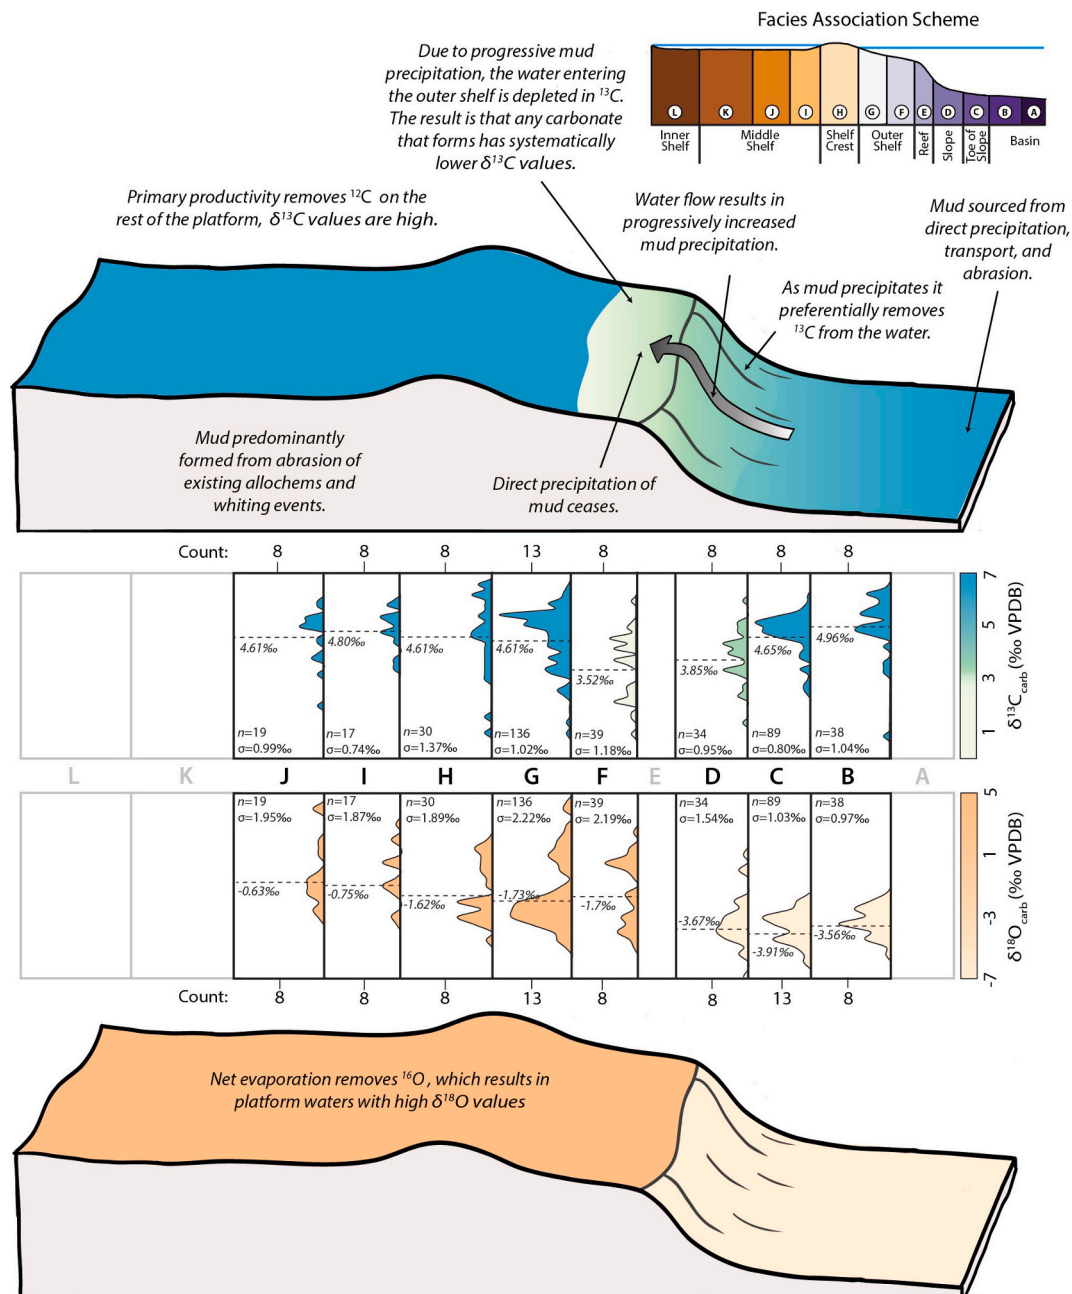 Facies Association Scheme
L K J I H G F E D C B A
Inner
Shelf
Middle
Shelf
Shelf
Crest
Outer
Shelf
Reef
Slope
Toe of
Slope
Basin
Due to progressive mud
precipitation, the water entering
the outer shelf is depleted in ¹³C.
The result is that any carbonate
that forms has systematically
lower δ¹³C values.
Primary productivity removes ¹²C on the
rest of the platform, δ¹³C values are high.
Water flow results in
progressively increased
mud precipitation.
Mud sourced from
direct precipitation,
transport, and
abrasion.
As mud precipitates it
preferentially removes
¹³C from the water.
Mud predominantly
formed from abrasion of
existing allochems and
whiting events.
Direct precipitation of
mud ceases.
Count: 8 8 8 13 8 8 8 8
4.61‰
4.80‰
4.61‰
4.61‰
3.52‰
3.85‰
4.65‰
4.96‰
n=19
σ=0.99‰
n=17
σ=0.74‰
n=30
σ=1.37‰
n=136
σ=1.02‰
n=39
σ=1.18‰
n=34
σ=0.95‰
n=89
σ=0.80‰
n=38
σ=1.04‰
7
5
3
1
δ¹³C carb (‰ VPDB)
L K J I H G F E D C B A
n=19
σ=1.95‰
n=17
σ=1.87‰
n=30
σ=1.89‰
n=136
σ=2.22‰
n=39
σ=2.19‰
n=34
σ=1.54‰
n=89
σ=1.03‰
n=38
σ=0.97‰
-0.63‰
-0.75‰
-1.62‰
-1.73‰
-1.7‰
-3.67‰
-3.91‰
-3.56‰
5
1
-3
-7
δ¹⁸O carb (‰ VPDB)
Count: 8 8 8 13 8 8 13 8
Net evaporation removes ¹⁶O, which results in
platform waters with high δ¹⁸O values